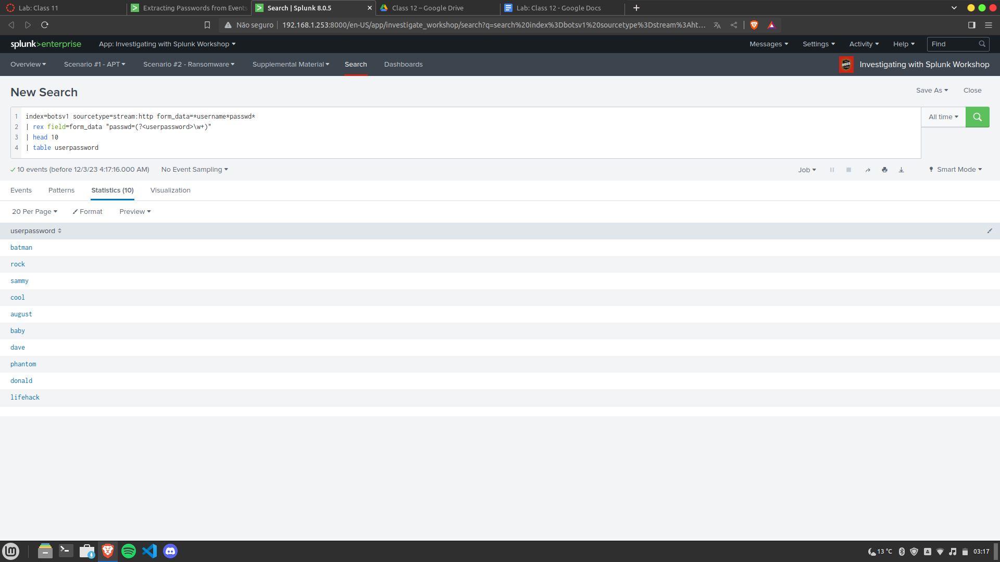 Lab: Class 11
Extracting Passwords from Events
Search | Splunk 8.0.5
Class 12 – Google Drive
Lab: Class 12 - Google Docs
Não seguro
192.168.1.253:8000/en-US/app/investigate_workshop/search?q=search%20index%3Dbotsv1%20sourcetype%3Dstream%3Aht...
splunk>enterprise
App: Investigating with Splunk Workshop
Messages
Settings
Activity
Help
Find
Overview
Scenario #1 - APT
Scenario #2 - Ransomware
Supplemental Material
Search
Dashboards
Investigating with Splunk Workshop
New Search
Save As
Close
1 index=botsv1 sourcetype=stream:http form_data=*username*passwd*
2 | rex field=form_data "passwd=(?<userpassword>\w+)"
3 | head 10
4 | table userpassword
All time
10 events (before 12/3/23 4:17:16.000 AM)
No Event Sampling
Job
Smart Mode
Events
Patterns
Statistics (10)
Visualization
20 Per Page
Format
Preview
userpassword
batman
rock
sammy
cool
august
baby
dave
phantom
donald
lifehack
13 °C
03:17